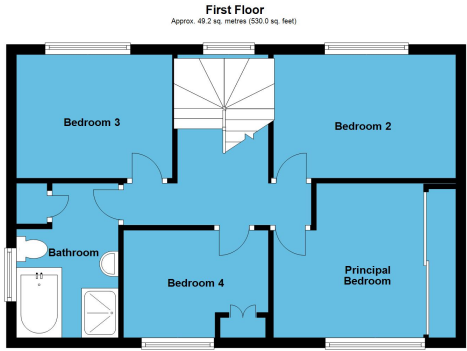 First Floor
Approx. 49.2 sq. metres (530.0 sq. feet)
Bedroom 3
Bedroom 2
Bathroom
Bedroom 4
Principal
Bedroom